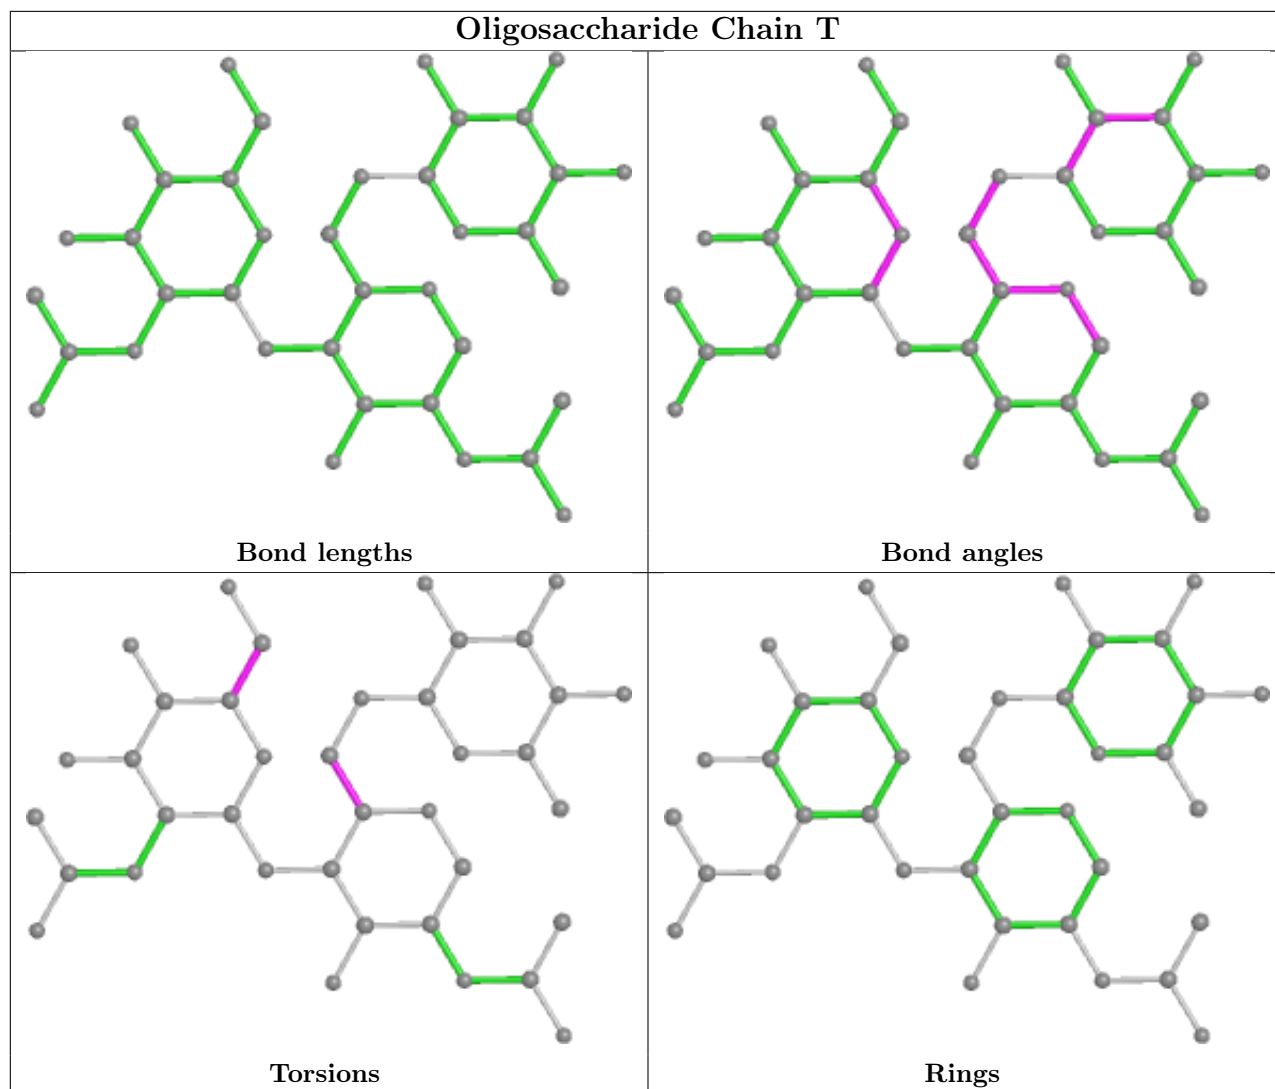 Oligosaccharide Chain T
Bond lengths
Bond angles
Torsions
Rings